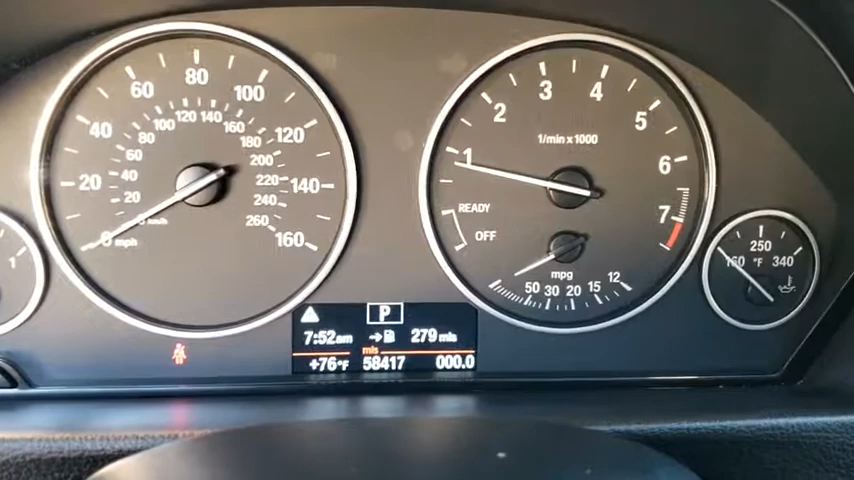 20 40 60 80 100 120 140 160
20 40 60 80 100 120 140 160 180 200 220 240 260
km/h
0 mph
1 2 3 4 5 6 7
1/min x 1000
READY
OFF
mpg
50 30 20 15 12
160 250 340
°F
P
7:52am 279 mls
mls
+76°F 58417 000.0